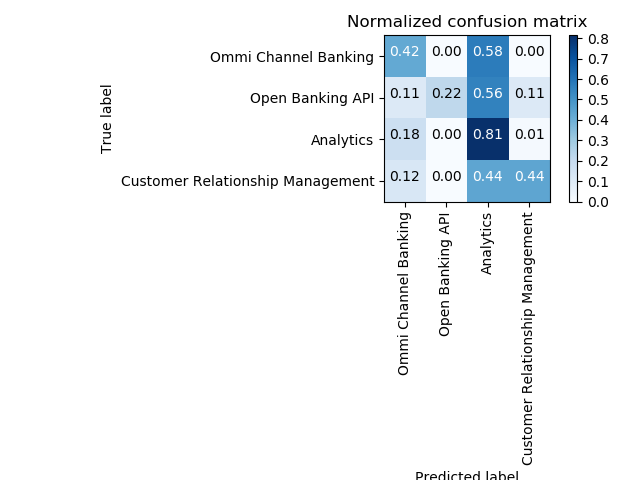 Normalized confusion matrix
True label
Ommi Channel Banking 0.42 0.00 0.58 0.00
Open Banking API 0.11 0.22 0.56 0.11
Analytics 0.18 0.00 0.81 0.01
Customer Relationship Management 0.12 0.00 0.44 0.44
Ommi Channel Banking
Open Banking API
Analytics
Customer Relationship Management
Predicted label
0.8
0.7
0.6
0.5
0.4
0.3
0.2
0.1
0.0